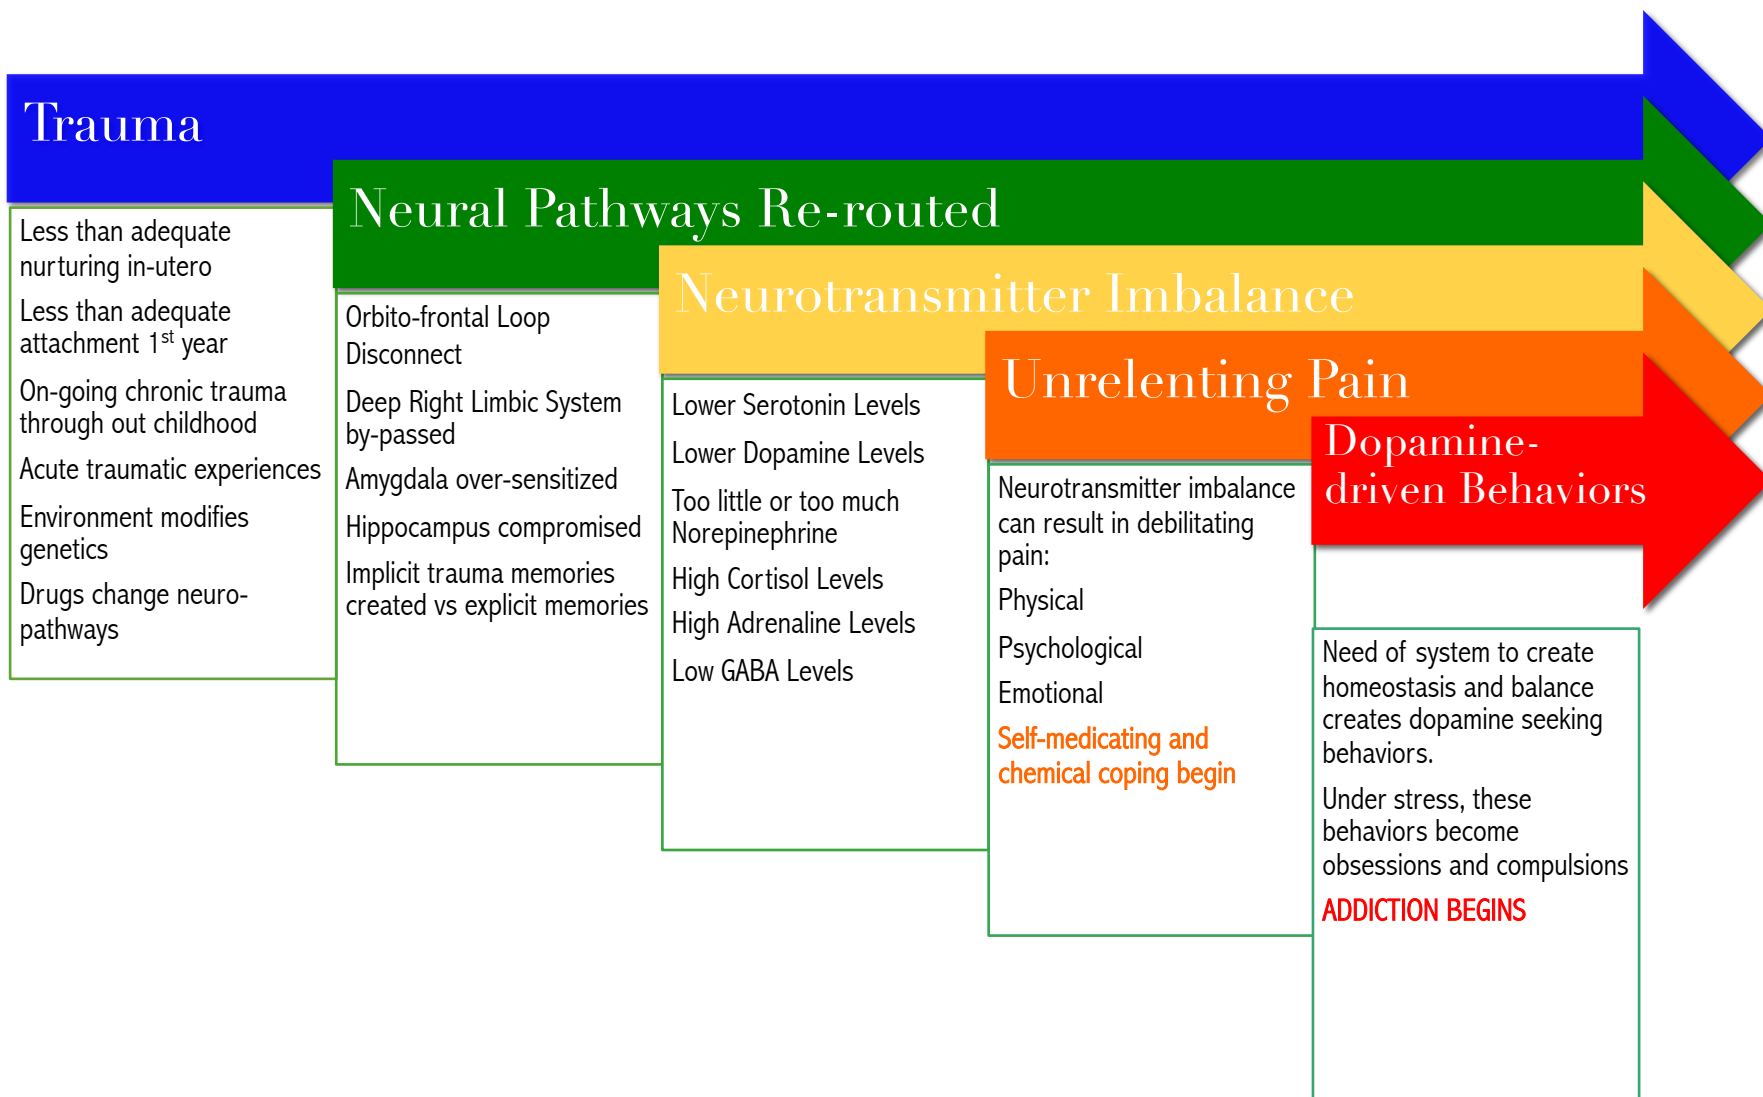 Trauma
Less than adequate
nurturing in-utero
Less than adequate
attachment 1st year
On-going chronic trauma
through out childhood
Acute traumatic experiences
Environment modifies
genetics
Drugs change neuro-
pathways
Neural Pathways Re-routed
Orbito-frontal Loop
Disconnect
Deep Right Limbic System
by-passed
Amygdala over-sensitized
Hippocampus compromised
Implicit trauma memories
created vs explicit memories
Neurotransmitter Imbalance
Lower Serotonin Levels
Lower Dopamine Levels
Too little or too much
Norepinephrine
High Cortisol Levels
High Adrenaline Levels
Low GABA Levels
Unrelenting Pain
Neurotransmitter imbalance
can result in debilitating
pain:
Physical
Psychological
Emotional
Self-medicating and
chemical coping begin
Dopamine-
driven Behaviors
Need of system to create
homeostasis and balance
creates dopamine seeking
behaviors.
Under stress, these
behaviors become
obsessions and compulsions
ADDICTION BEGINS